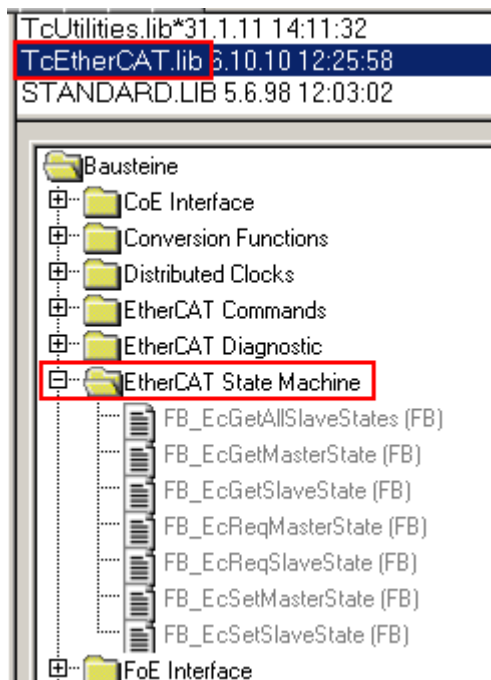 TcUtilities.lib*31.1.11 14:11:32
TcEtherCAT.lib 6.10.10 12:25:58
STANDARD.LIB 5.6.98 12:03:02
Bausteine
CoE Interface
Conversion Functions
Distributed Clocks
EtherCAT Commands
EtherCAT Diagnostic
EtherCAT State Machine
FB_EcGetAllSlaveStates (FB)
FB_EcGetMasterState (FB)
FB_EcGetSlaveState (FB)
FB_EcReqMasterState (FB)
FB_EcReqSlaveState (FB)
FB_EcSetMasterState (FB)
FB_EcSetSlaveState (FB)
FoE Interface